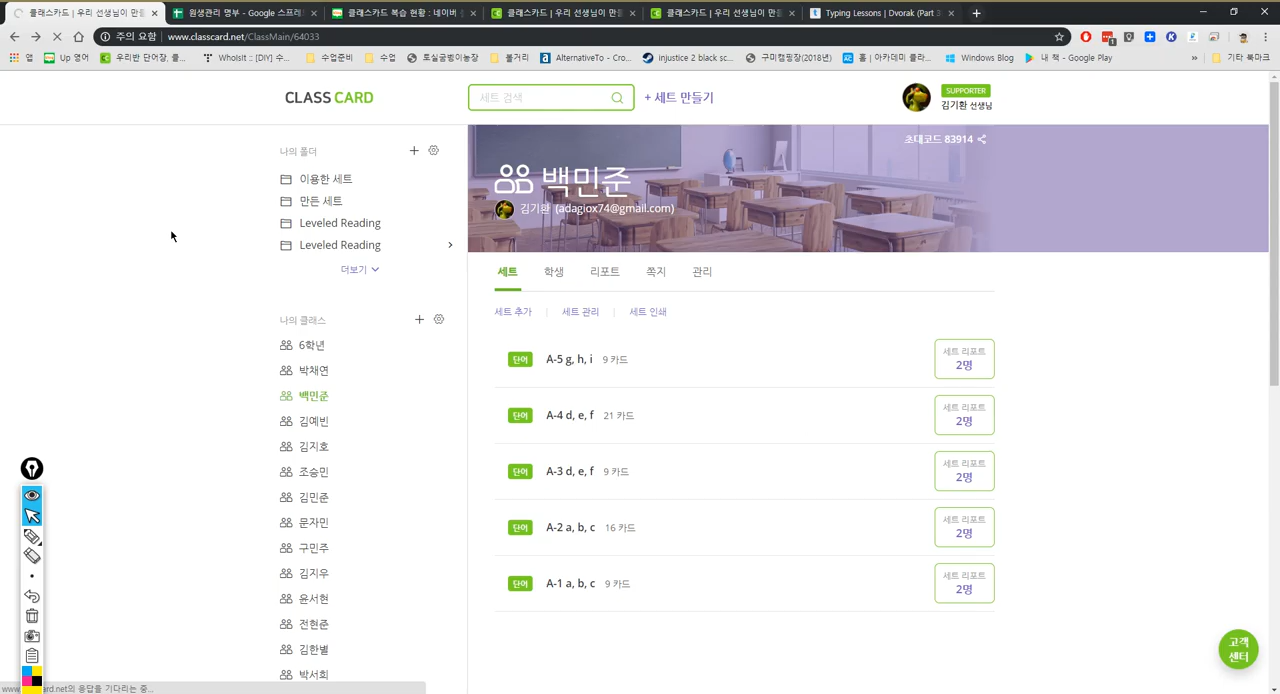 클래스카드 | 우리 선생님이 만든
원생관리 명부 - Google 스프레
클래스카드 복습 현황 : 네이버
클래스카드 | 우리 선생님이 만든
클래스카드 | 우리 선생님이 만든
Typing Lessons | Dvorak (Part 3
주의 요함 | www.classcard.net/ClassMain/64033
앱
Up 영어
우리반 단어장, 클...
WhoIsIt :: [DIY] 수...
수업준비
수업
토실굼벵이농장
볼거리
AlternativeTo - Cro...
injustice 2 black sc...
구미캠핑장(2018년)
홈 | 아카데미 클라...
Windows Blog
내 책 - Google Play
»
기타 북마크
CLASS CARD
세트 검색
+ 세트 만들기
SUPPORTER
김기환 선생님
나의 폴더
이용한 세트
만든 세트
Leveled Reading
Leveled Reading
더보기
나의 클래스
6학년
박채연
백민준
김예빈
김지호
조승민
김민준
문자민
구민주
김지우
윤서현
전현준
김한별
박서희
초대코드 83914
백민준
김기환 (adagiox74@gmail.com)
세트 학생 리포트 쪽지 관리
세트 추가 | 세트 관리 | 세트 인쇄
단어 A-5 g, h, i 9 카드
세트 리포트
2명
단어 A-4 d, e, f 21 카드
세트 리포트
2명
단어 A-3 d, e, f 9 카드
세트 리포트
2명
단어 A-2 a, b, c 16 카드
세트 리포트
2명
단어 A-1 a, b, c 9 카드
세트 리포트
2명
고객
센터
의 응답을 기다리는 중...